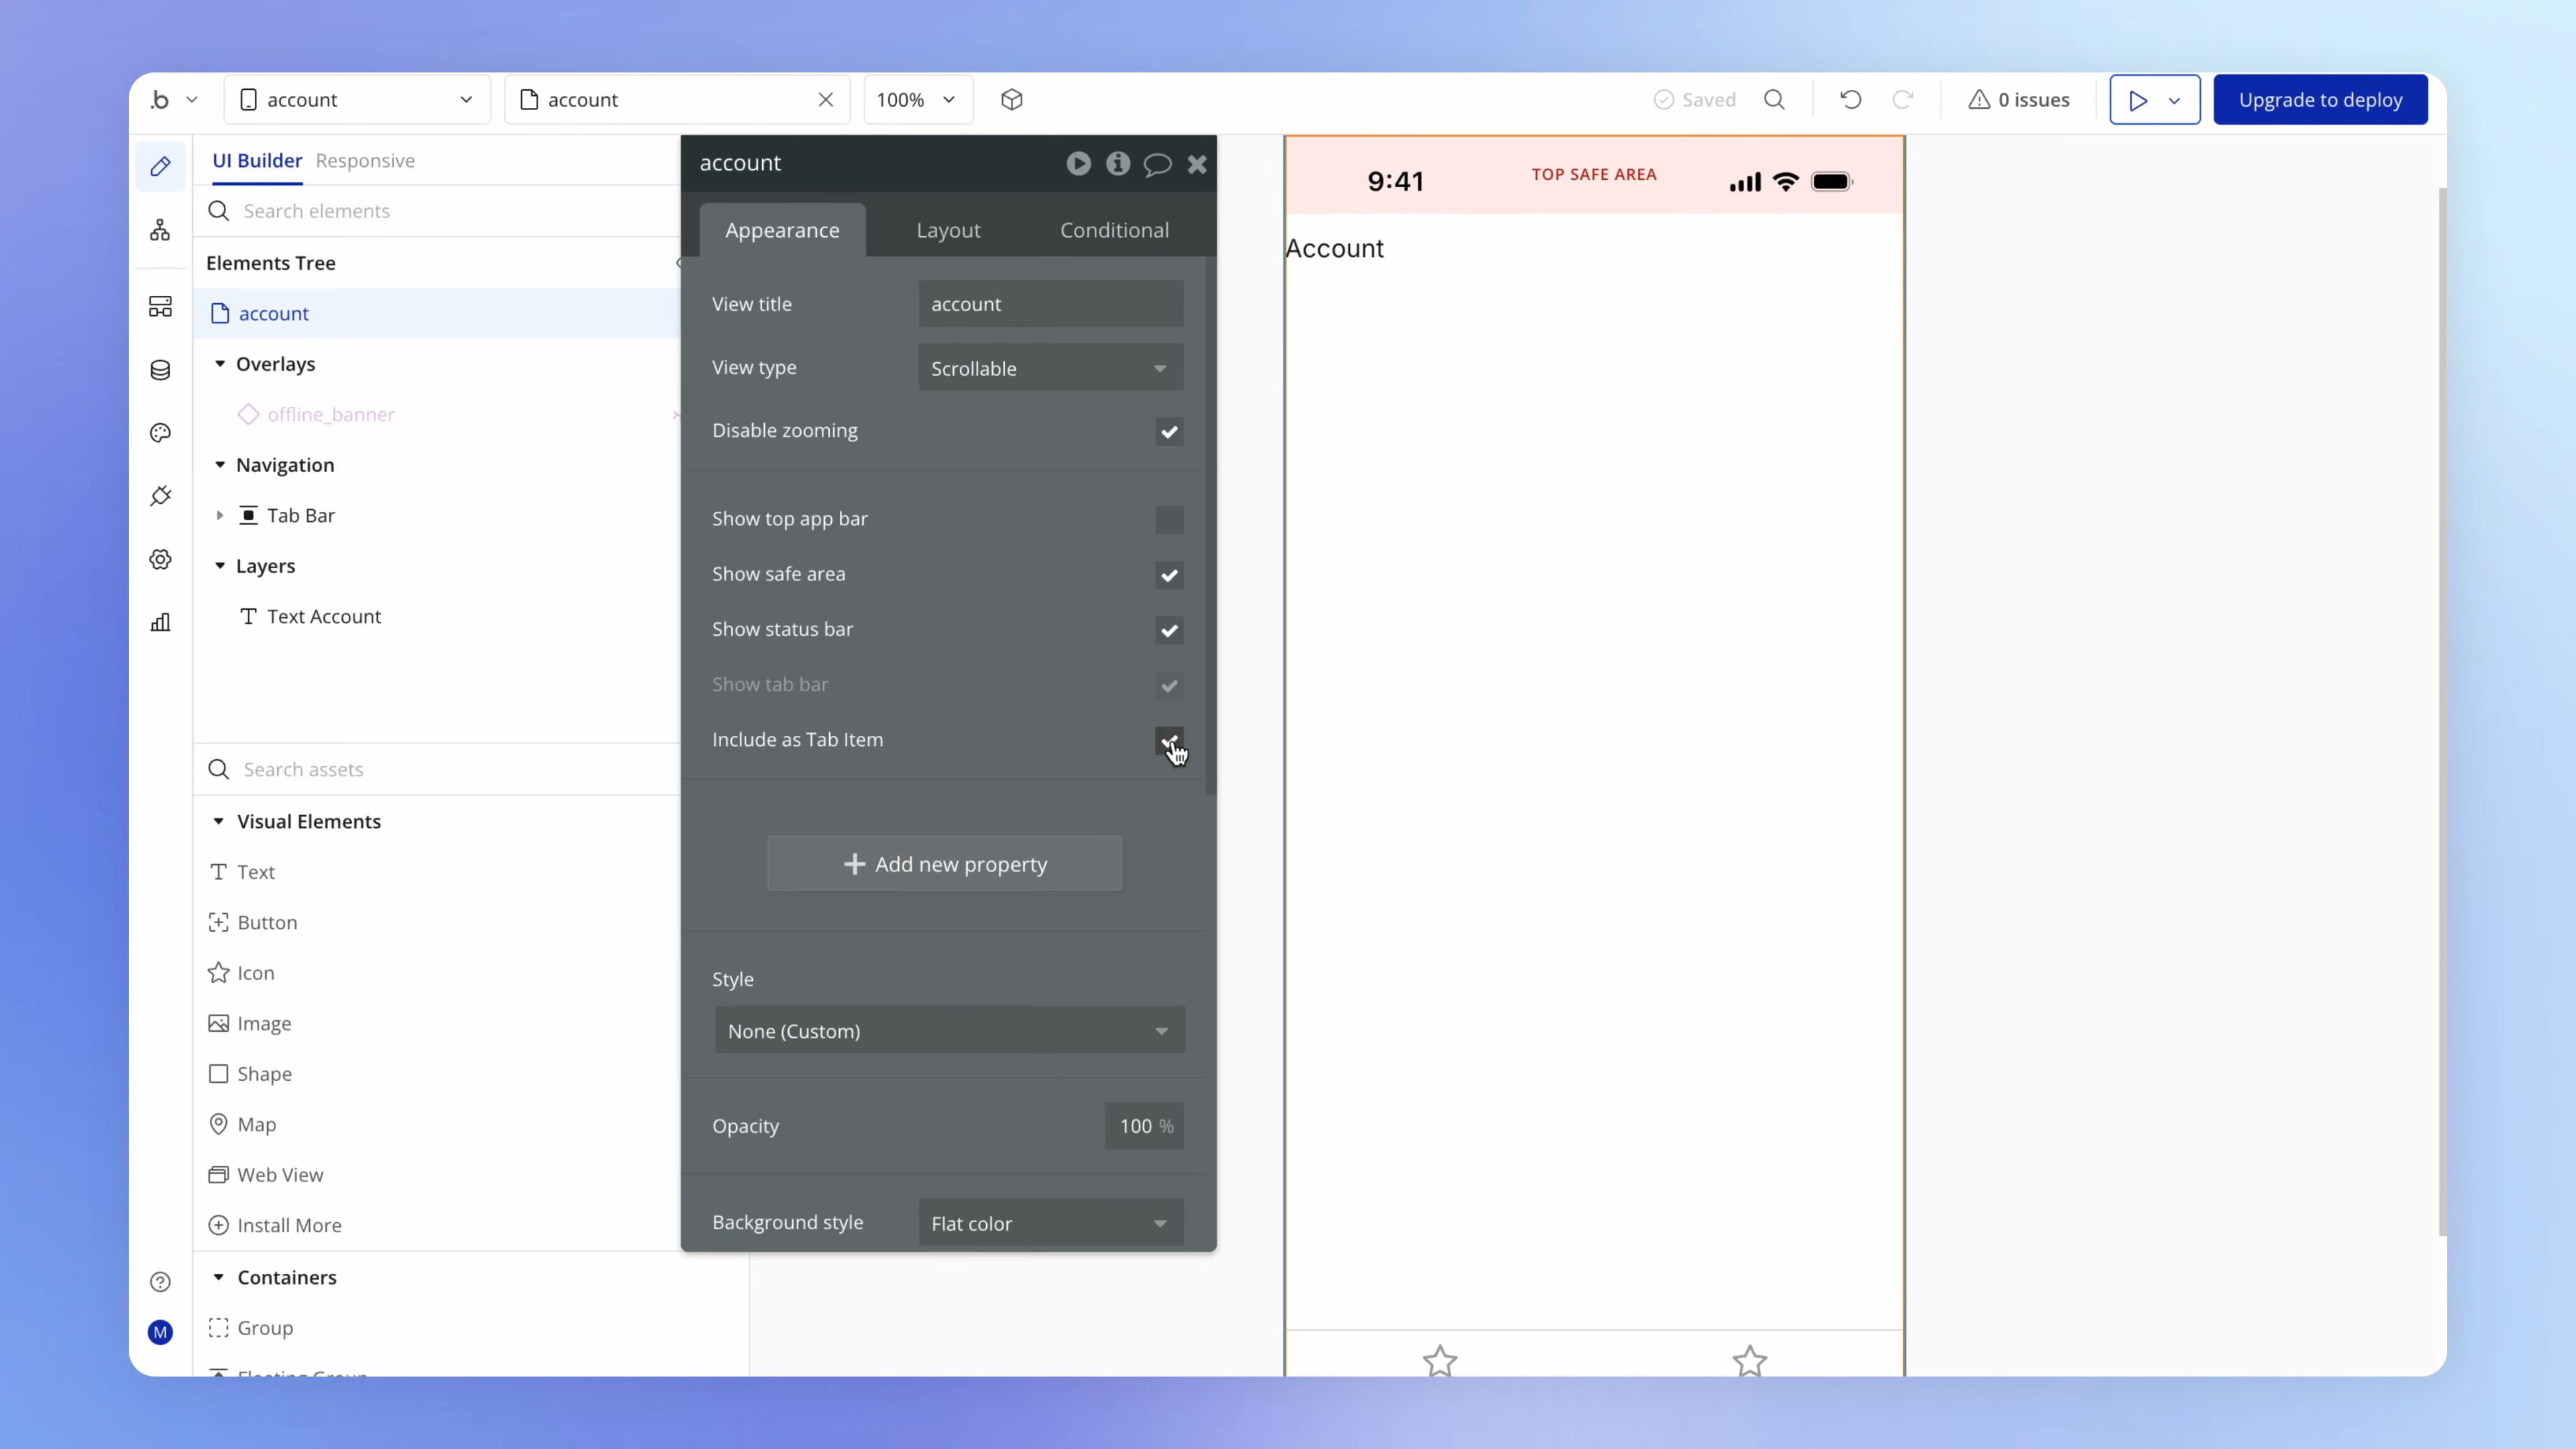 .b
account
account
100%
Saved
0 issues
Upgrade to deploy
UI Builder
Responsive
Search elements
Elements Tree
account
Overlays
offline_banner
Navigation
Tab Bar
Layers
Text Account
Search assets
Visual Elements
Text
Button
Icon
Image
Shape
Map
Web View
Install More
Containers
Group
Floating Group
M
account
Appearance
Layout
Conditional
View title
account
View type
Scrollable
Disable zooming
Show top app bar
Show safe area
Show status bar
Show tab bar
Include as Tab Item
Add new property
Style
None (Custom)
Opacity
100 %
Background style
Flat color
9:41
TOP SAFE AREA
Account